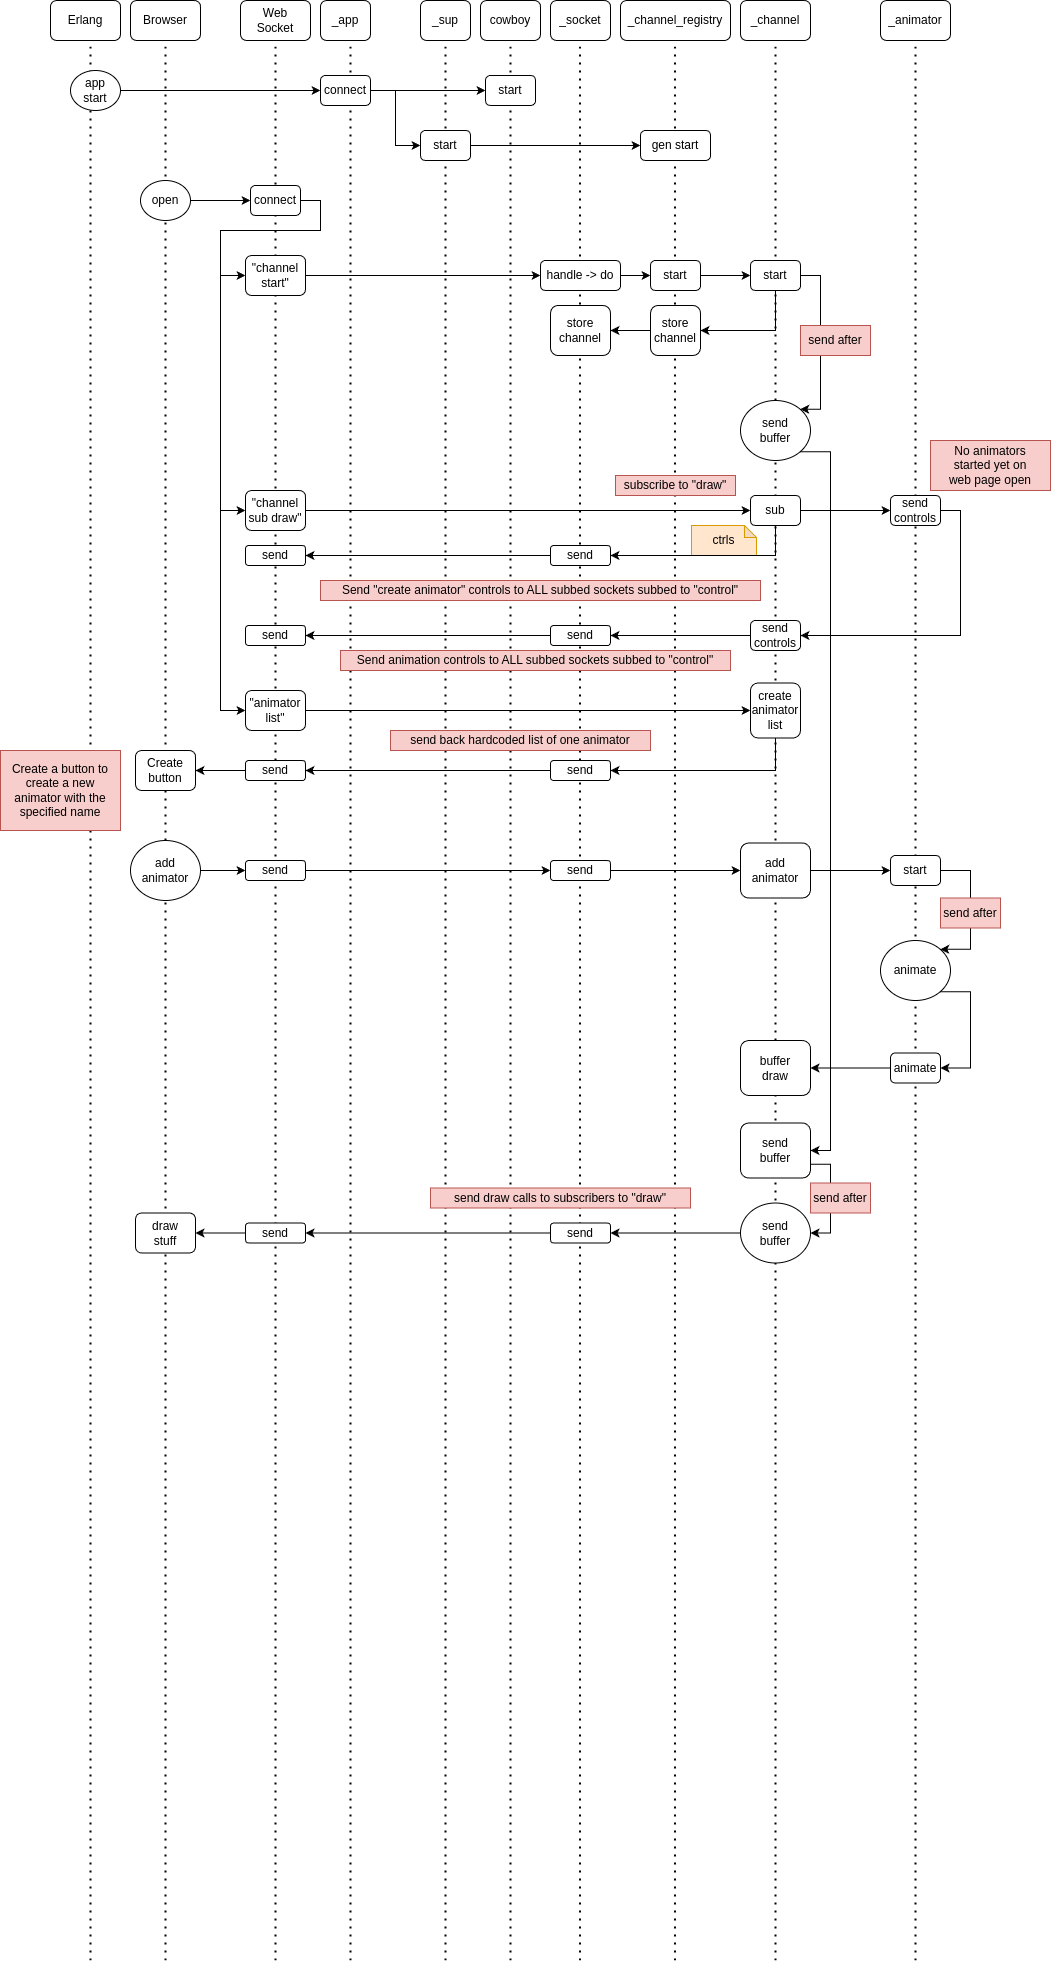 Erlang
Browser
Web
Socket
_app
_sup
cowboy
_socket
_channel_registry
_channel
_animator
app
start
connect
start
start
gen start
open
connect
"channel
start"
handle -> do
start
start
store
channel
store
channel
send after
send
buffer
No animators
started yet on
web page open
subscribe to "draw"
"channel
sub draw"
sub
send
controls
ctrls
send
send
Send "create animator" controls to ALL subbed sockets subbed to "control"
send
send
send
controls
Send animation controls to ALL subbed sockets subbed to "control"
"animator
list"
create
animator
list
send back hardcoded list of one animator
Create a button to
create a new
animator with the
specified name
Create
button
send
send
add
animator
send
send
add
animator
start
send after
animate
buffer
draw
animate
send
buffer
send after
send draw calls to subscribers to "draw"
draw
stuff
send
send
send
buffer